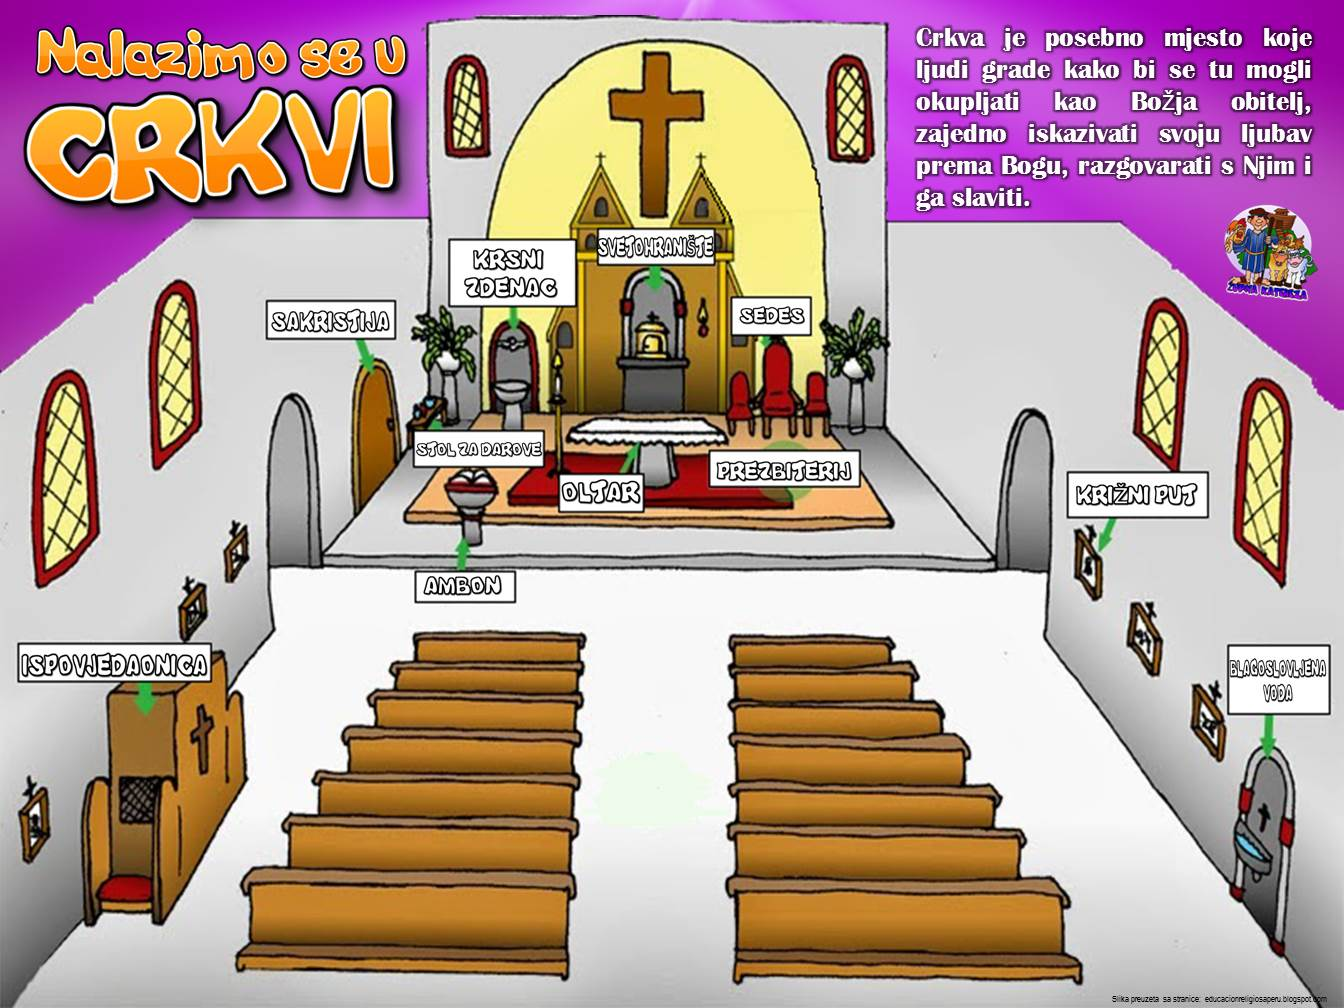 Nalazimo se u
CRKVI
Crkva je posebno mjesto koje
ljudi grade kako bi se tu mogli
okupljati kao Božja obitelj,
zajedno iskazivati svoju ljubav
prema Bogu, razgovarati s Njim i
ga slaviti.
ŽUPNA KATEHEZA
KRSNI
ZDENAC
SVETOHRANIŠTE
SAKRISTIJA
SEDES
STOL ZA DAROVE
PREZBITERIJ
OLTAR
KRIŽNI PUT
AMBON
ISPOVJEDAONICA
BLAGOSLOVLJENA
VODA
Slika preuzeta sa stranice: educacionreligiosaperu.blogspot.com